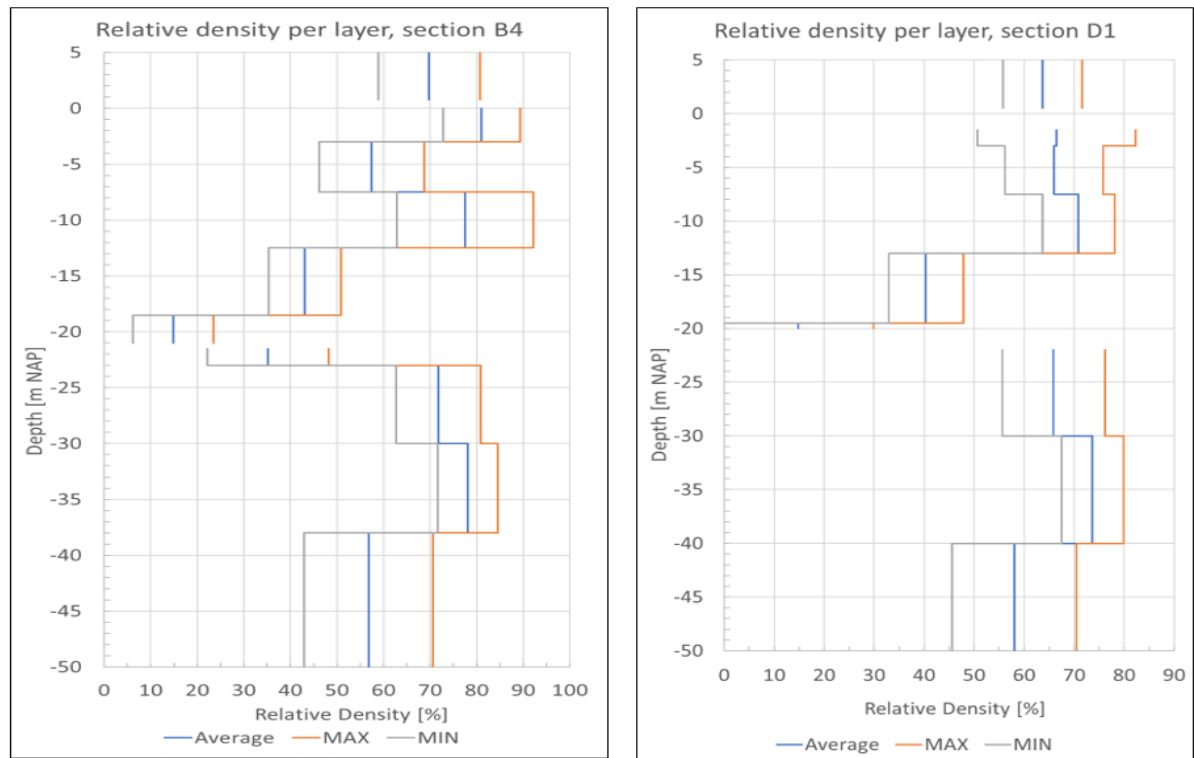 Relative density per layer, section B4
5
0
-5
-10
-15
-20
-25
-30
-35
-40
-45
-50
Depth [m NAP]
0 10 20 30 40 50 60 70 80 90 100
Relative Density [%]
Average MAX MIN
Relative density per layer, section D1
5
0
-5
-10
-15
-20
-25
-30
-35
-40
-45
-50
Depth [m NAP]
0 10 20 30 40 50 60 70 80 90
Relative Density [%]
Average MAX MIN